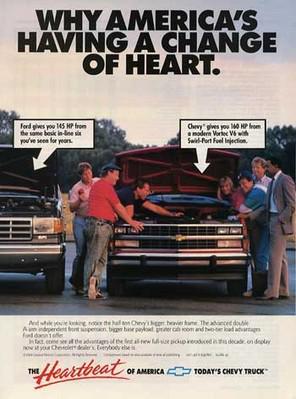 WHY AMERICA'S
HAVING A CHANGE
OF HEART.
Ford gives you 145 HP from
the same basic in-line six
you've seen for years.
Chevy* gives you 160 HP from
a modern Vortec V6 with
Swirl-Port Fuel Injection.
And while you're looking, notice the half ton Chevy's bigger, heavier frame. The advanced double
A-arm independent front suspension, bigger base payload, greater cab room and two-tier load advantages
Ford doesn't offer.
In fact, come see all the advantages of the first all-new full-size pickup introduced in this decade, on display
now at your Chevrolet dealer's. Everybody else is.
THE Heartbeat OF AMERICA TODAY'S CHEVY TRUCK™